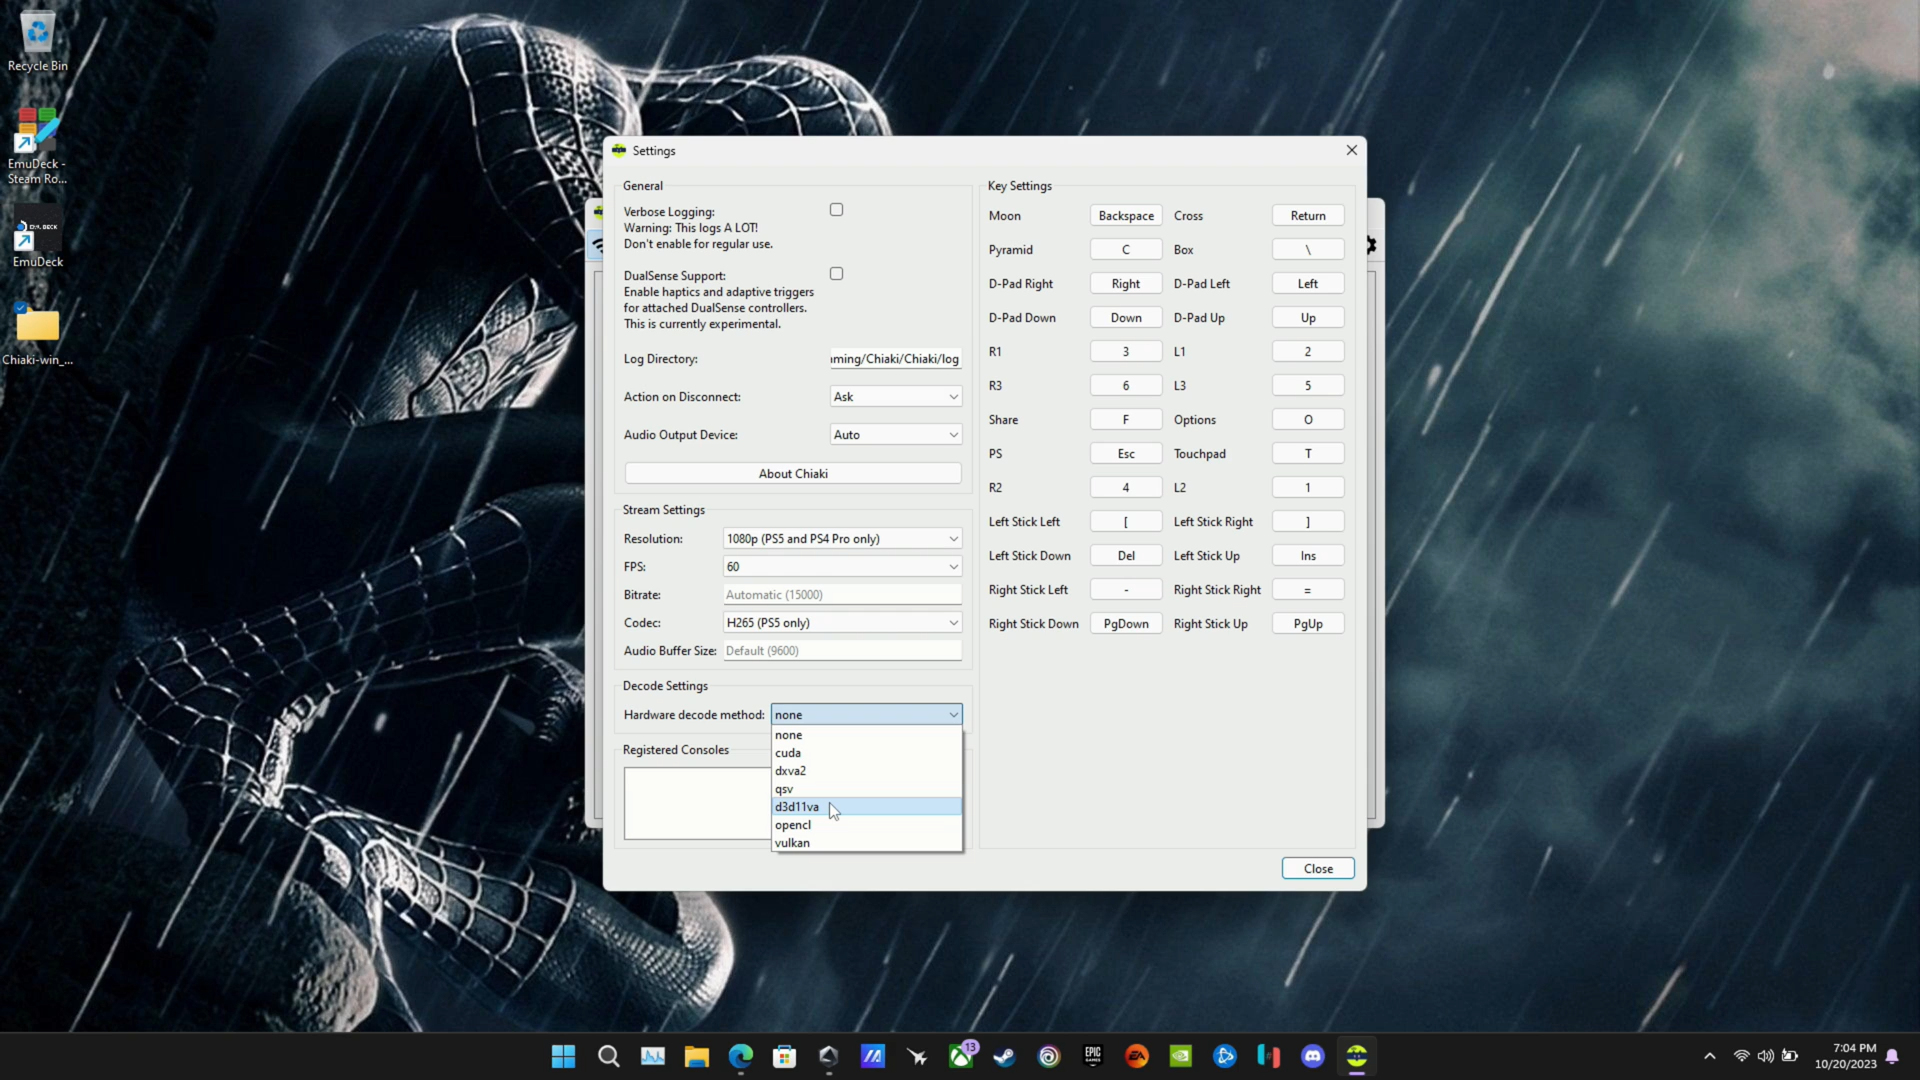 Recycle Bin
EmuDeck -
Steam Ro...
EmuDeck
Chiaki-win_...
Settings
General
Verbose Logging:
Warning: This logs A LOT!
Don't enable for regular use.
DualSense Support:
Enable haptics and adaptive triggers
for attached DualSense controllers.
This is currently experimental.
Log Directory: ming/Chiaki/Chiaki/log
Action on Disconnect: Ask
Audio Output Device: Auto
About Chiaki
Stream Settings
Resolution: 1080p (PS5 and PS4 Pro only)
FPS: 60
Bitrate: Automatic (15000)
Codec: H265 (PS5 only)
Audio Buffer Size: Default (9600)
Decode Settings
Hardware decode method: none
none
cuda
dxva2
qsv
d3d11va
opencl
vulkan
Registered Consoles
Key Settings
Moon Backspace Cross Return
Pyramid C Box \
D-Pad Right Right D-Pad Left Left
D-Pad Down Down D-Pad Up Up
R1 3 L1 2
R3 6 L3 5
Share F Options O
PS Esc Touchpad T
R2 4 L2 1
Left Stick Left [ Left Stick Right ]
Left Stick Down Del Left Stick Up Ins
Right Stick Left - Right Stick Right =
Right Stick Down PgDown Right Stick Up PgUp
Close
13
EPIC
GAMES
EA
7:04 PM
10/20/2023